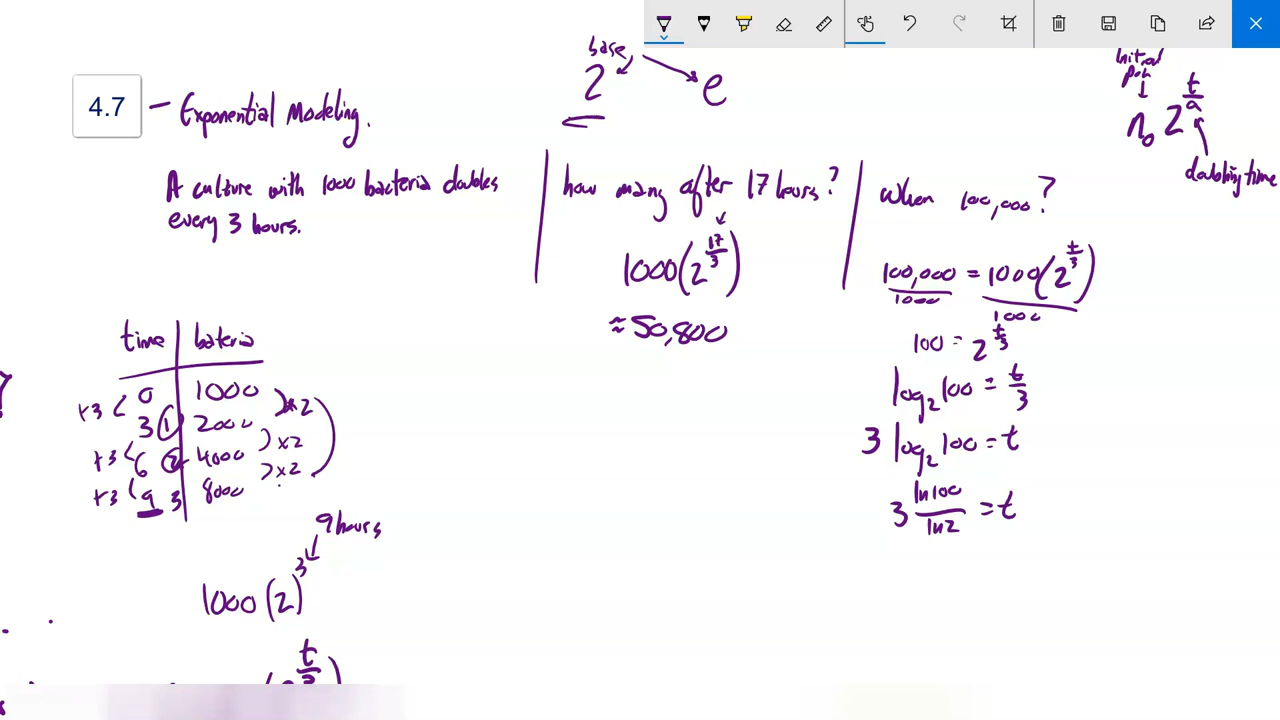 base
2 e
4.7 - Exponential Modeling.
A culture with 1000 bacteria doubles
every 3 hours.
how many after 17 hours?
1000(2^(17/3))
≈ 50,800
When 100,000?
100,000/1000 = 1000(2^(t/3))/1000
100 = 2^(t/3)
log₂ 100 = t/3
3 log₂ 100 = t
3 ln100/ln2 = t
initial
n₀ 2^(t/a)
doubling time
time | bateria
+3 0 1000 ×2
3 1 2000
+3 6 2 4000 ×2
+3 9 3 8000 ×2
9 hours
1000(2)³
t